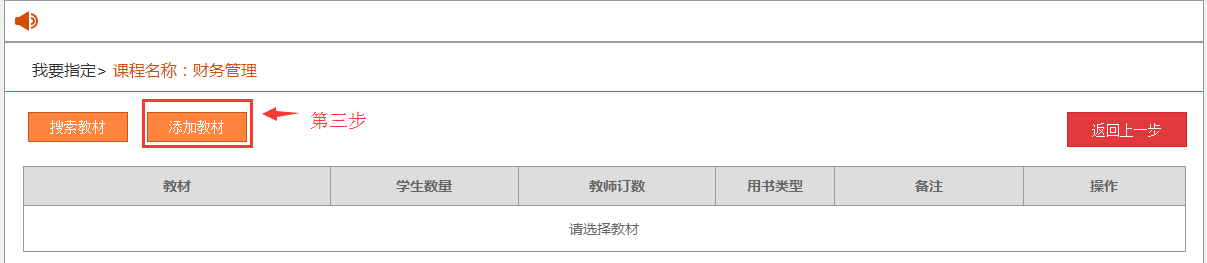 我要指定> 课程名称：财务管理
搜索教材 添加教材 第三步 返回上一步
教材 学生数量 教师订数 用书类型 备注 操作
请选择教材